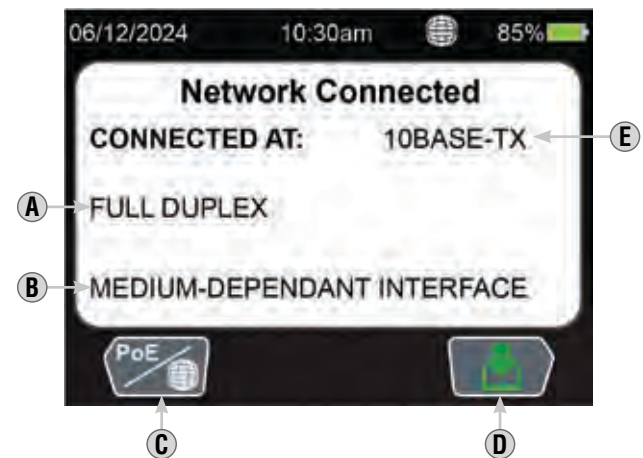 06/12/2024 10:30am 85%
Network Connected
CONNECTED AT: 10BASE-TX
E
A
FULL DUPLEX
B
MEDIUM-DEPENDANT INTERFACE
PoE
C
D